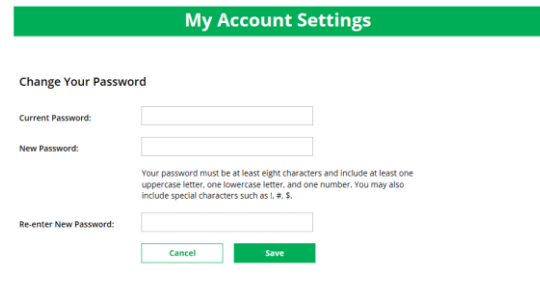 My Account Settings
Change Your Password
Current Password:
New Password:
Your password must be at least eight characters and include at least one
uppercase letter, one lowercase letter, and one number. You may also
include special characters such as !, #, $.
Re-enter New Password:
Cancel Save